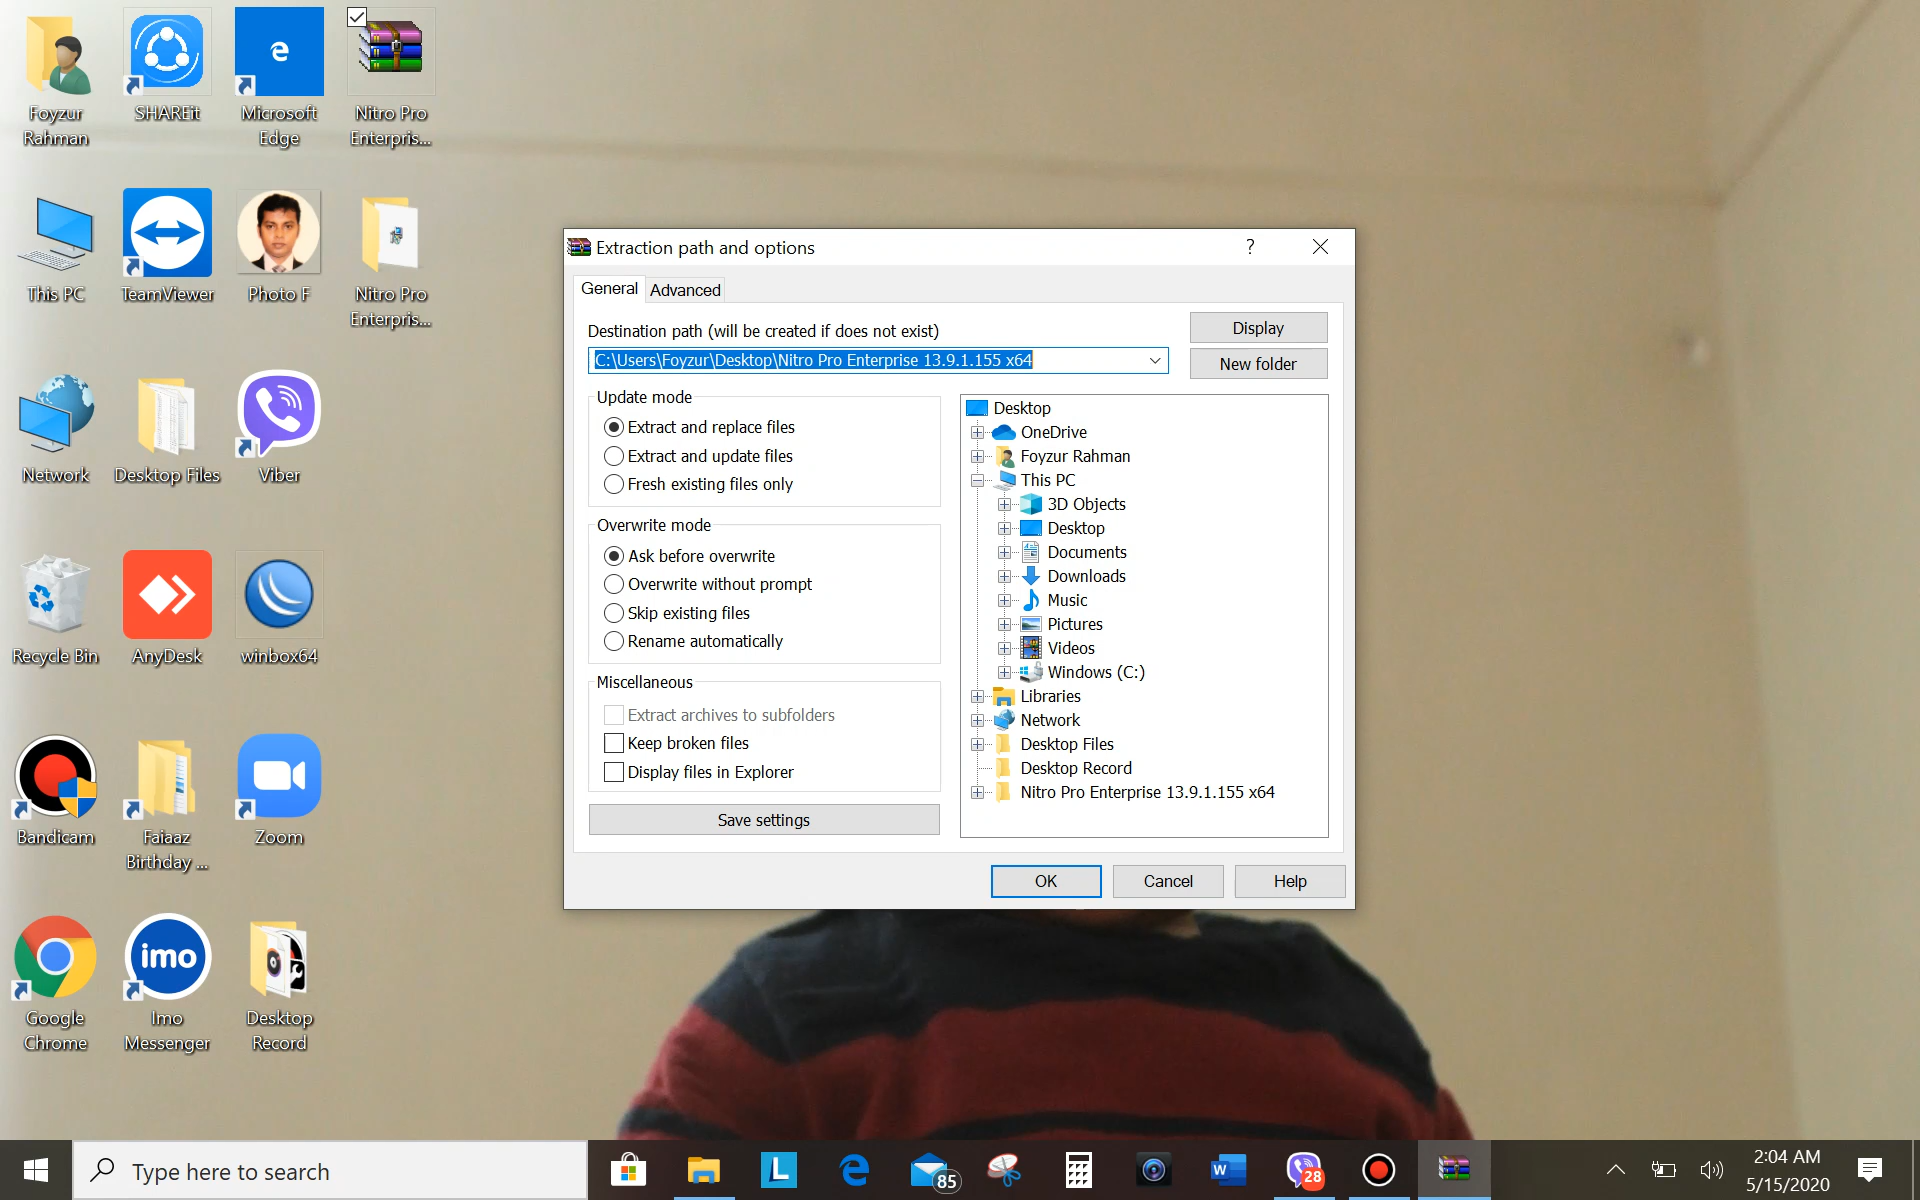 Foyzur
Rahman
SHAREit
Microsoft
Edge
Nitro Pro
Enterpris...
This PC
TeamViewer
Photo F
Nitro Pro
Enterpris...
Network
Desktop Files
Viber
Recycle Bin
AnyDesk
winbox64
Bandicam
Faiaaz
Birthday ...
Zoom
imo
Google
Chrome
Imo
Messenger
Desktop
Record
Extraction path and options
?
General
Advanced
Destination path (will be created if does not exist)
C:\Users\Foyzur\Desktop\Nitro Pro Enterprise 13.9.1.155 x64
Display
New folder
Update mode
Extract and replace files
Extract and update files
Fresh existing files only
Overwrite mode
Ask before overwrite
Overwrite without prompt
Skip existing files
Rename automatically
Miscellaneous
Extract archives to subfolders
Keep broken files
Display files in Explorer
Save settings
Desktop
OneDrive
Foyzur Rahman
This PC
3D Objects
Desktop
Documents
Downloads
Music
Pictures
Videos
Windows (C:)
Libraries
Network
Desktop Files
Desktop Record
Nitro Pro Enterprise 13.9.1.155 x64
OK
Cancel
Help
Type here to search
L
85
W
28
2:04 AM
5/15/2020